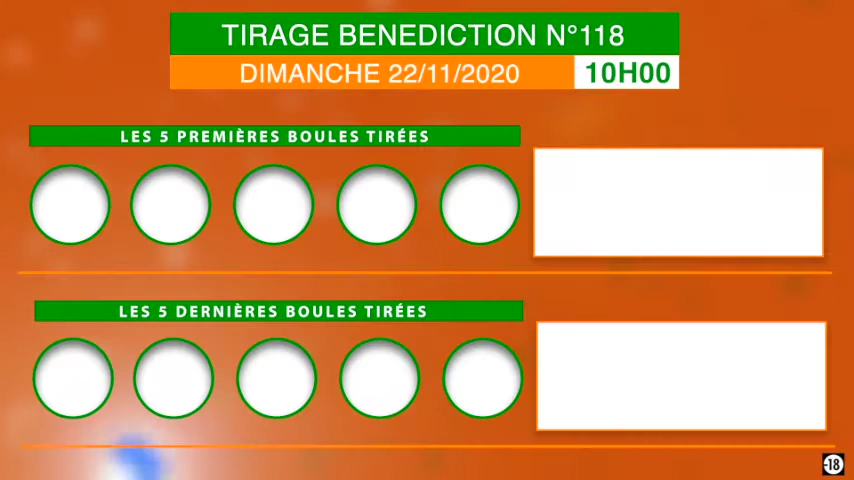 TIRAGE BENEDICTION N°118
DIMANCHE 22/11/2020 10H00
LES 5 PREMIÈRES BOULES TIRÉES
LES 5 DERNIÈRES BOULES TIRÉES
-18